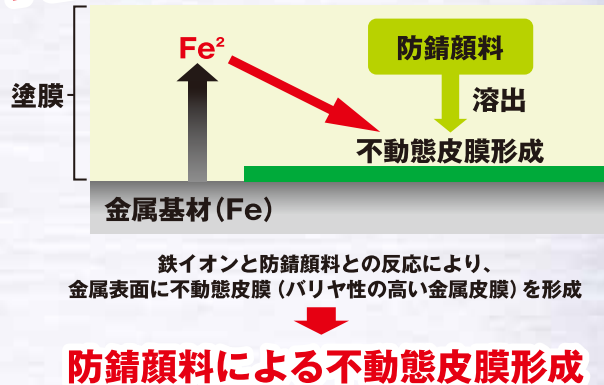 Fe²
防錆顔料
塗膜
溶出
不動態皮膜形成
金属基材(Fe)
鉄イオンと防錆顔料との反応により、
金属表面に不動態皮膜(バリヤ性の高い金属皮膜)を形成
防錆顔料による不動態皮膜形成